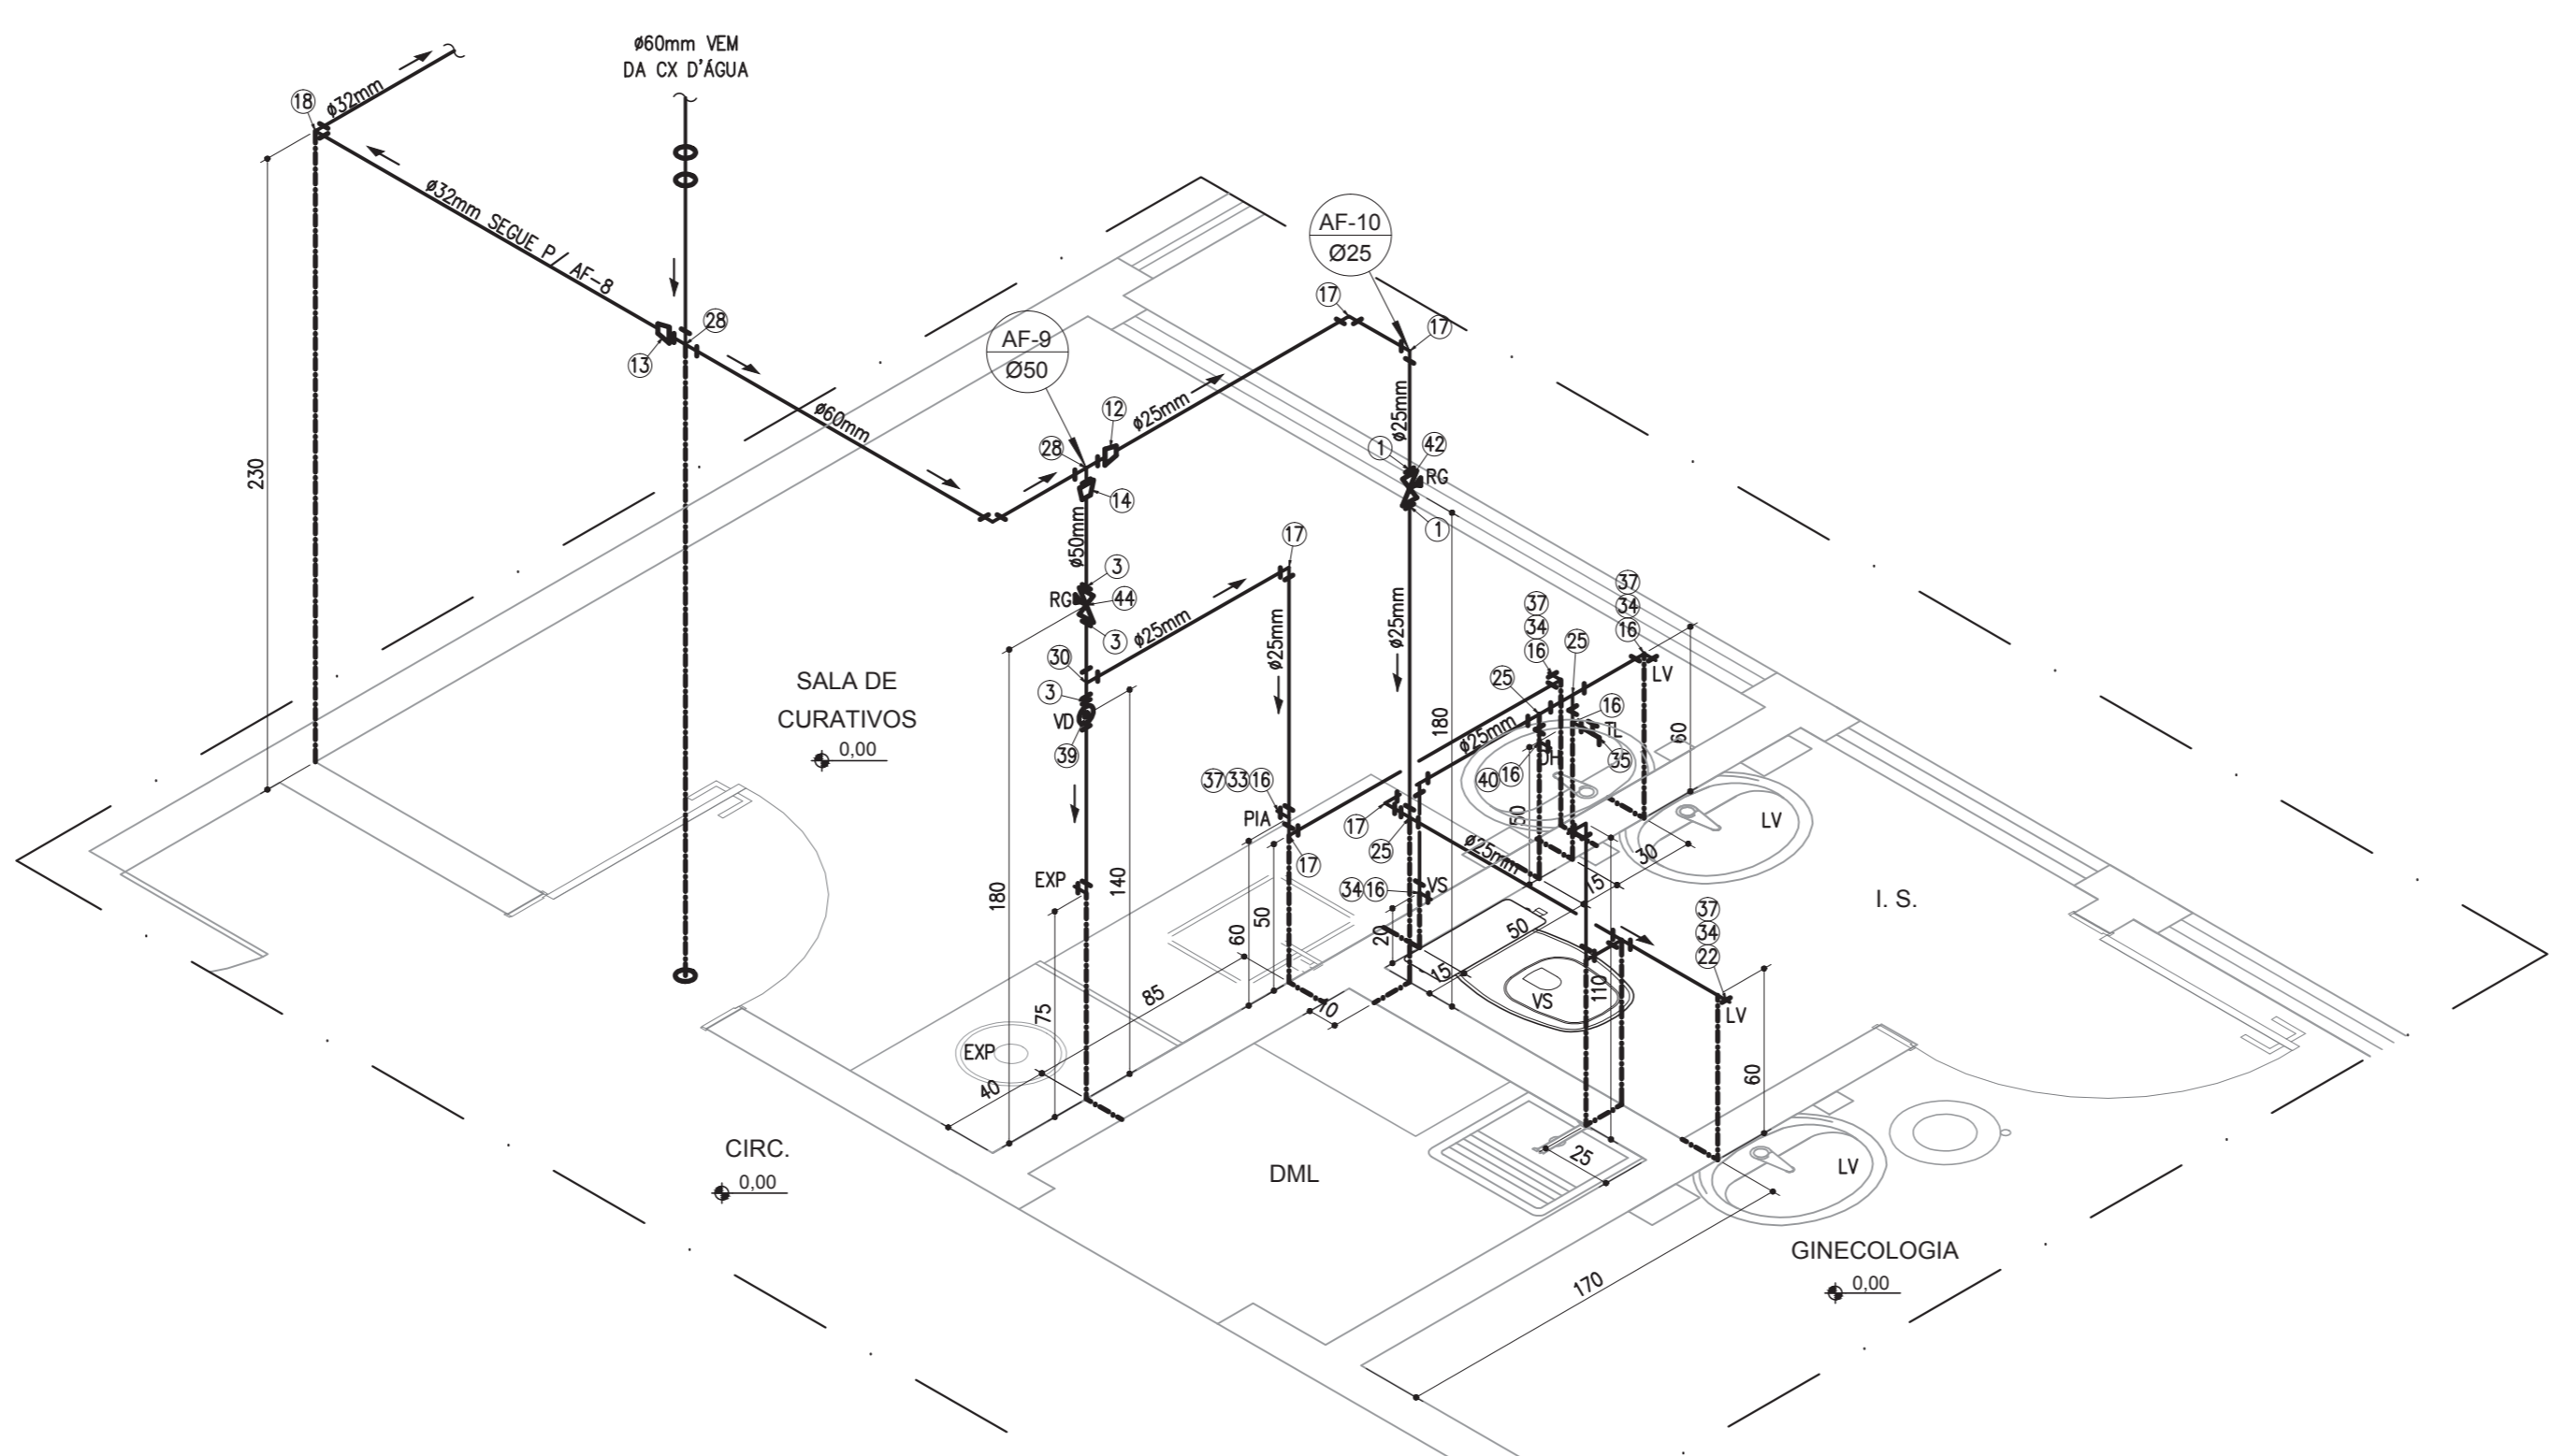 ø60mm VEM
DA CX D'ÁGUA
18
ø32mm
ø32mm SEGUE P/ AF-8
230
13
28
ø60mm
AF-9
Ø50
28
12
ø25mm
14
ø50mm
AF-10
Ø25
17
17
ø25mm
1
42
RG
1
3
RG
44
3
30
ø25mm
17
ø25mm
3
VD
39
ø25mm
180
SALA DE
CURATIVOS
0,00
37
34
16
25
25
37
34
16
LV
16
TL
35
60
ø25mm
DH
40
16
50
37
33
16
PIA
17
17
25
ø25mm
34
16
VS
20
EXP
180
140
75
60
50
85
40
EXP
10
15
50
VS
15
30
LV
I. S.
110
37
34
22
LV
60
25
LV
170
CIRC.
0,00
DML
GINECOLOGIA
0,00